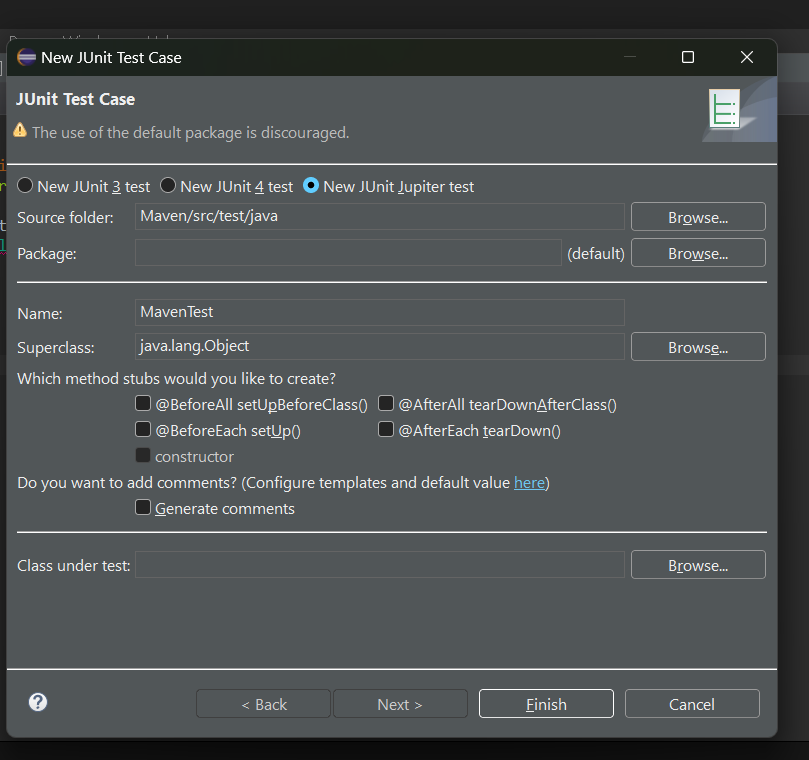 New JUnit Test Case
JUnit Test Case
The use of the default package is discouraged.
New JUnit 3 test New JUnit 4 test New JUnit Jupiter test
Source folder: Maven/src/test/java Browse...
Package: (default) Browse...
Name: MavenTest
Superclass: java.lang.Object Browse...
Which method stubs would you like to create?
@BeforeAll setUpBeforeClass() @AfterAll tearDownAfterClass()
@BeforeEach setUp() @AfterEach tearDown()
constructor
Do you want to add comments? (Configure templates and default value here)
Generate comments
Class under test: Browse...
? < Back Next > Finish Cancel